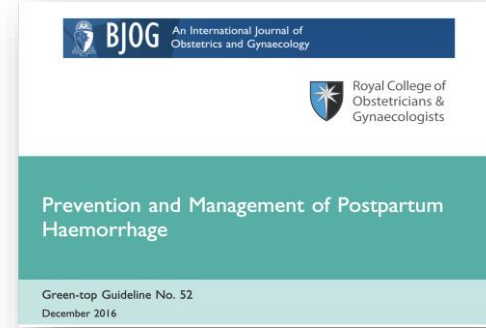 BJOG An International Journal of
Obstetrics and Gynaecology
Royal College of
Obstetricians &
Gynaecologists
Prevention and Management of Postpartum
Haemorrhage
Green-top Guideline No. 52
December 2016